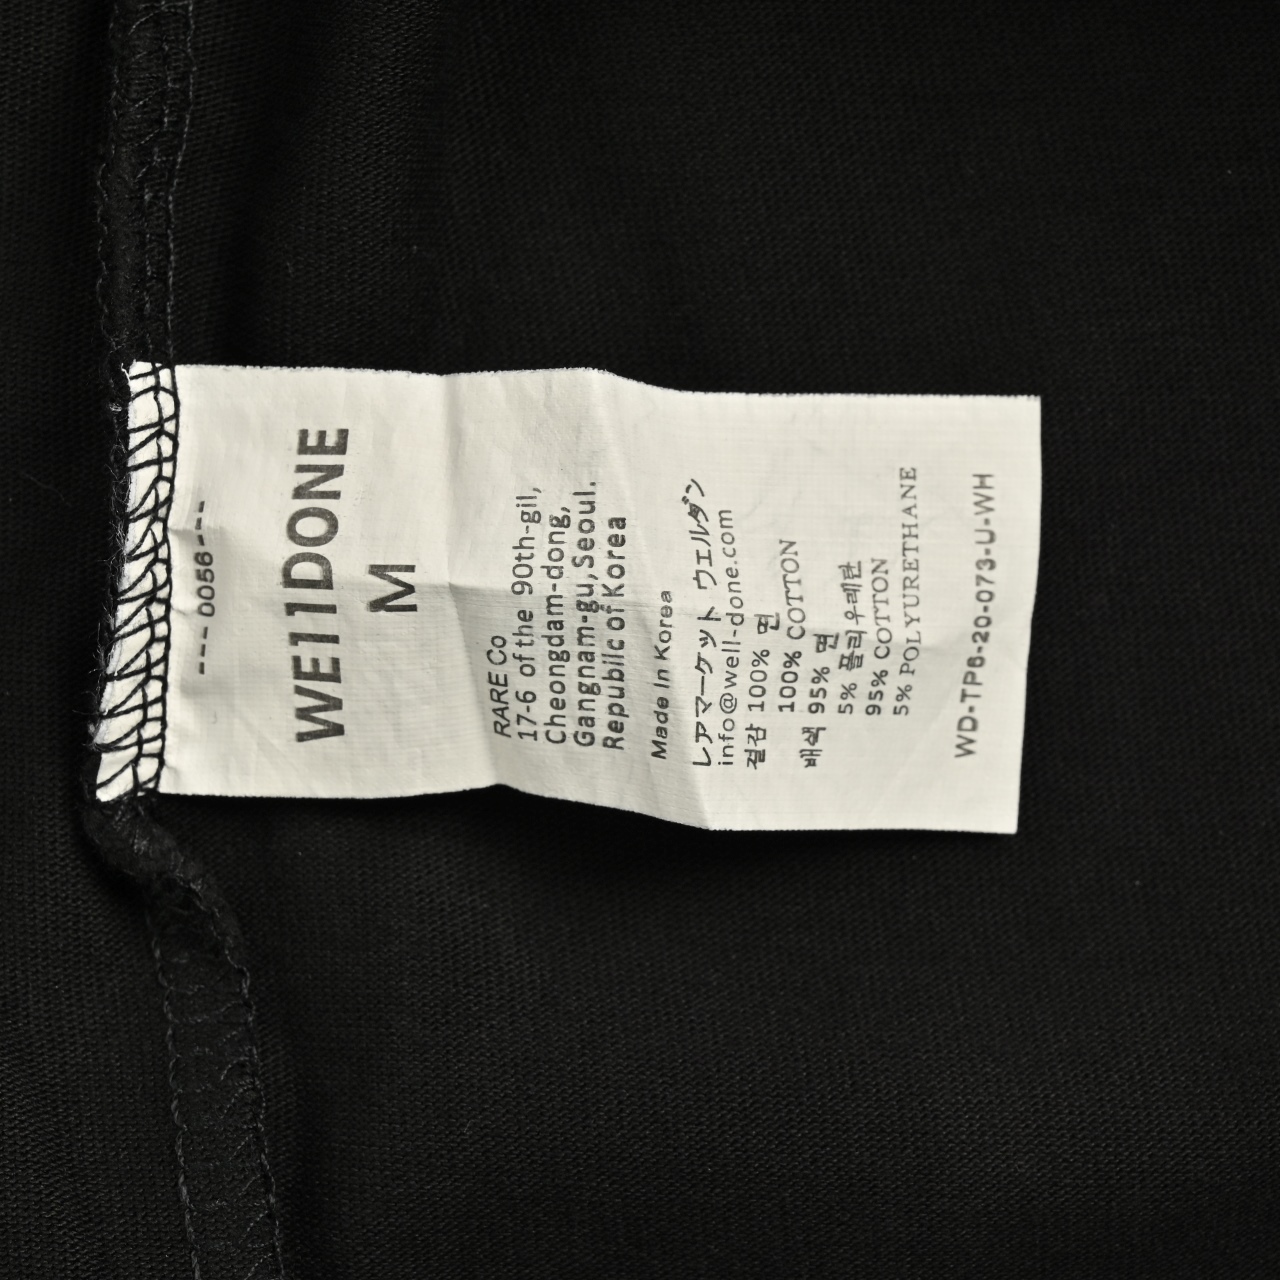 --- 0056 ---
WE11DONE
M
RARE Co
17-6 of the 90th-gil,
Cheongdam-dong,
Gangnam-gu,Seoul.
Republic of Korea
Made In Korea
レアマーケット ウェルダン
info@well-done.com
겉감 100% 면
100% COTTON
배색 95% 면
5% 폴리우레탄
95% COTTON
5% POLYURETHANE
WD-TP6-20-073-U-WH